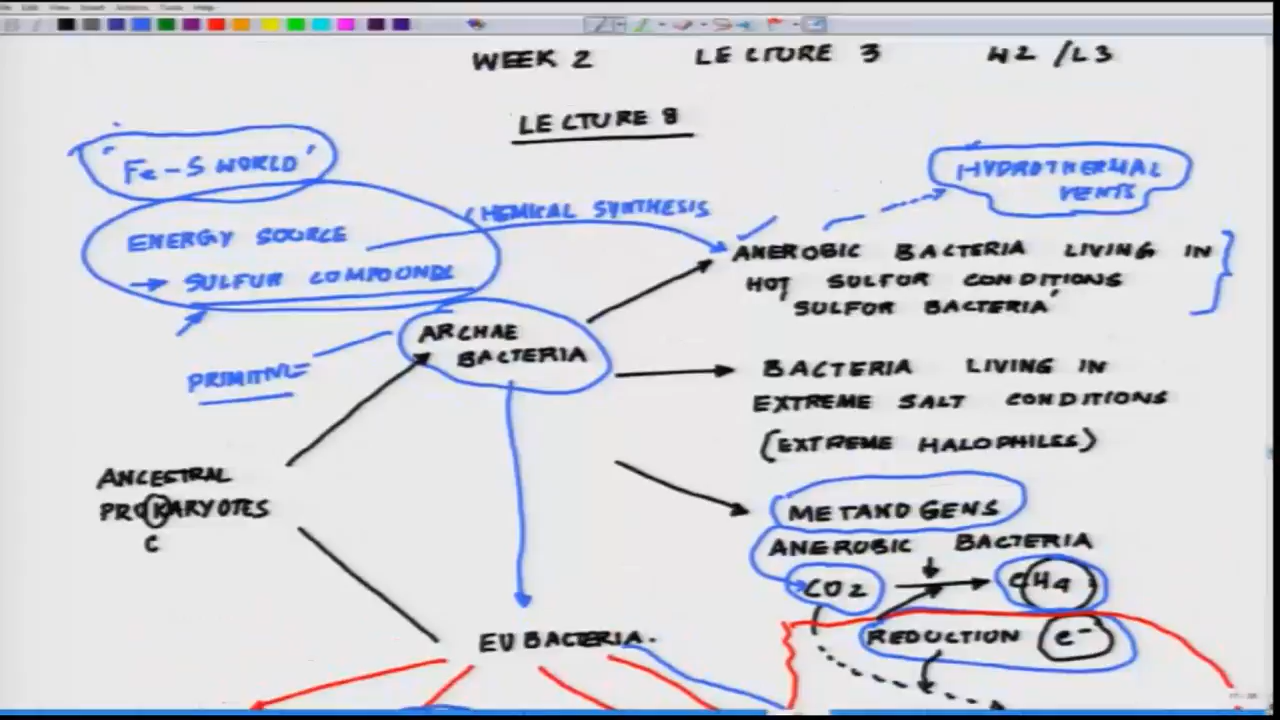 WEEK 2 LECTURE 3 W2/L3
LECTURE 8
'Fe-S WORLD'
HYDROTHERMAL
VENTS
CHEMICAL SYNTHESIS
ENERGY SOURCE
→ SULFUR COMPOUNDS
ANEROBIC BACTERIA LIVING IN
HOT SULFUR CONDITIONS
'SULFOR BACTERIA'
ARCHAE
BACTERIA
PRIMITIVE
BACTERIA LIVING IN
EXTREME SALT CONDITIONS
(EXTREME HALOPHILES)
ANCESTRAL
PROKARYOTES
C
METANOGENS
ANEROBIC BACTERIA
CO2 → CH4
REDUCTION e-
EUBACTERIA.